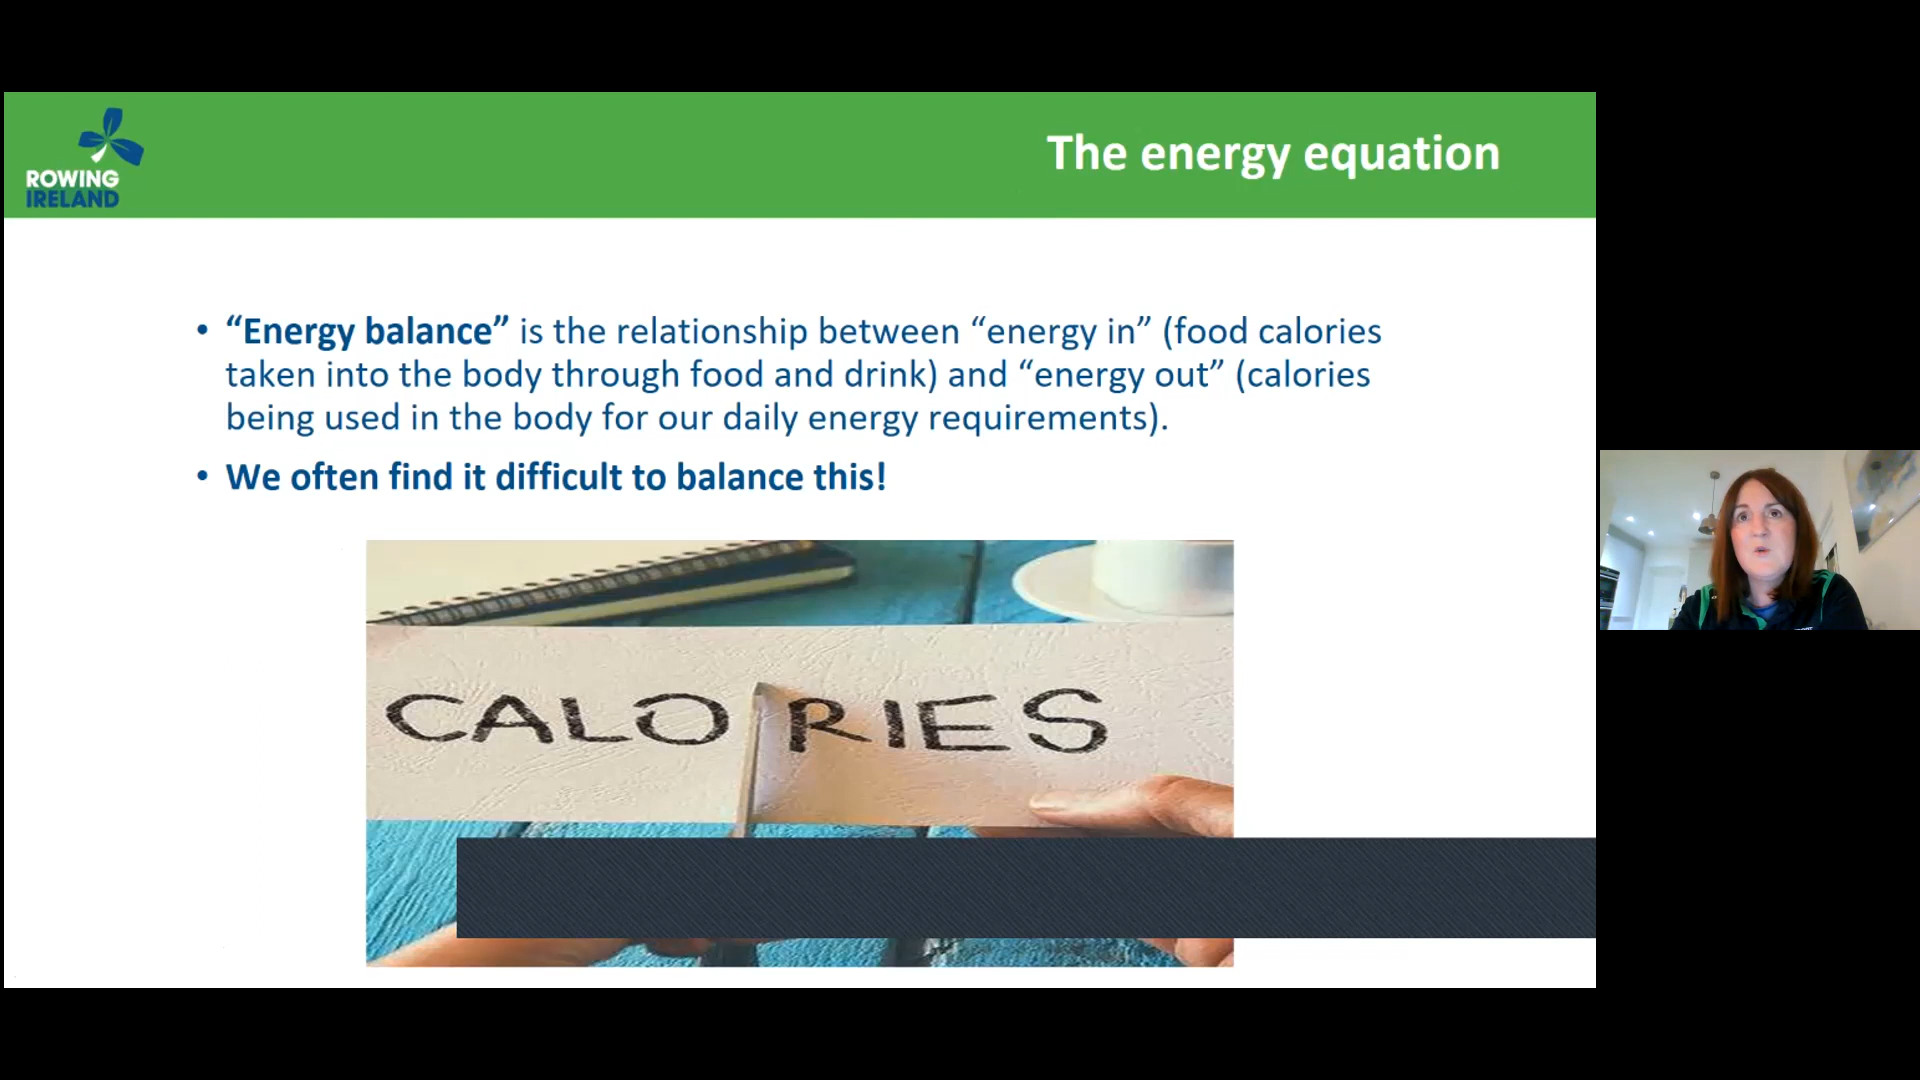 ROWING
IRELAND
The energy equation
• “Energy balance” is the relationship between “energy in” (food calories
taken into the body through food and drink) and “energy out” (calories
being used in the body for our daily energy requirements).
• We often find it difficult to balance this!
CALORIES